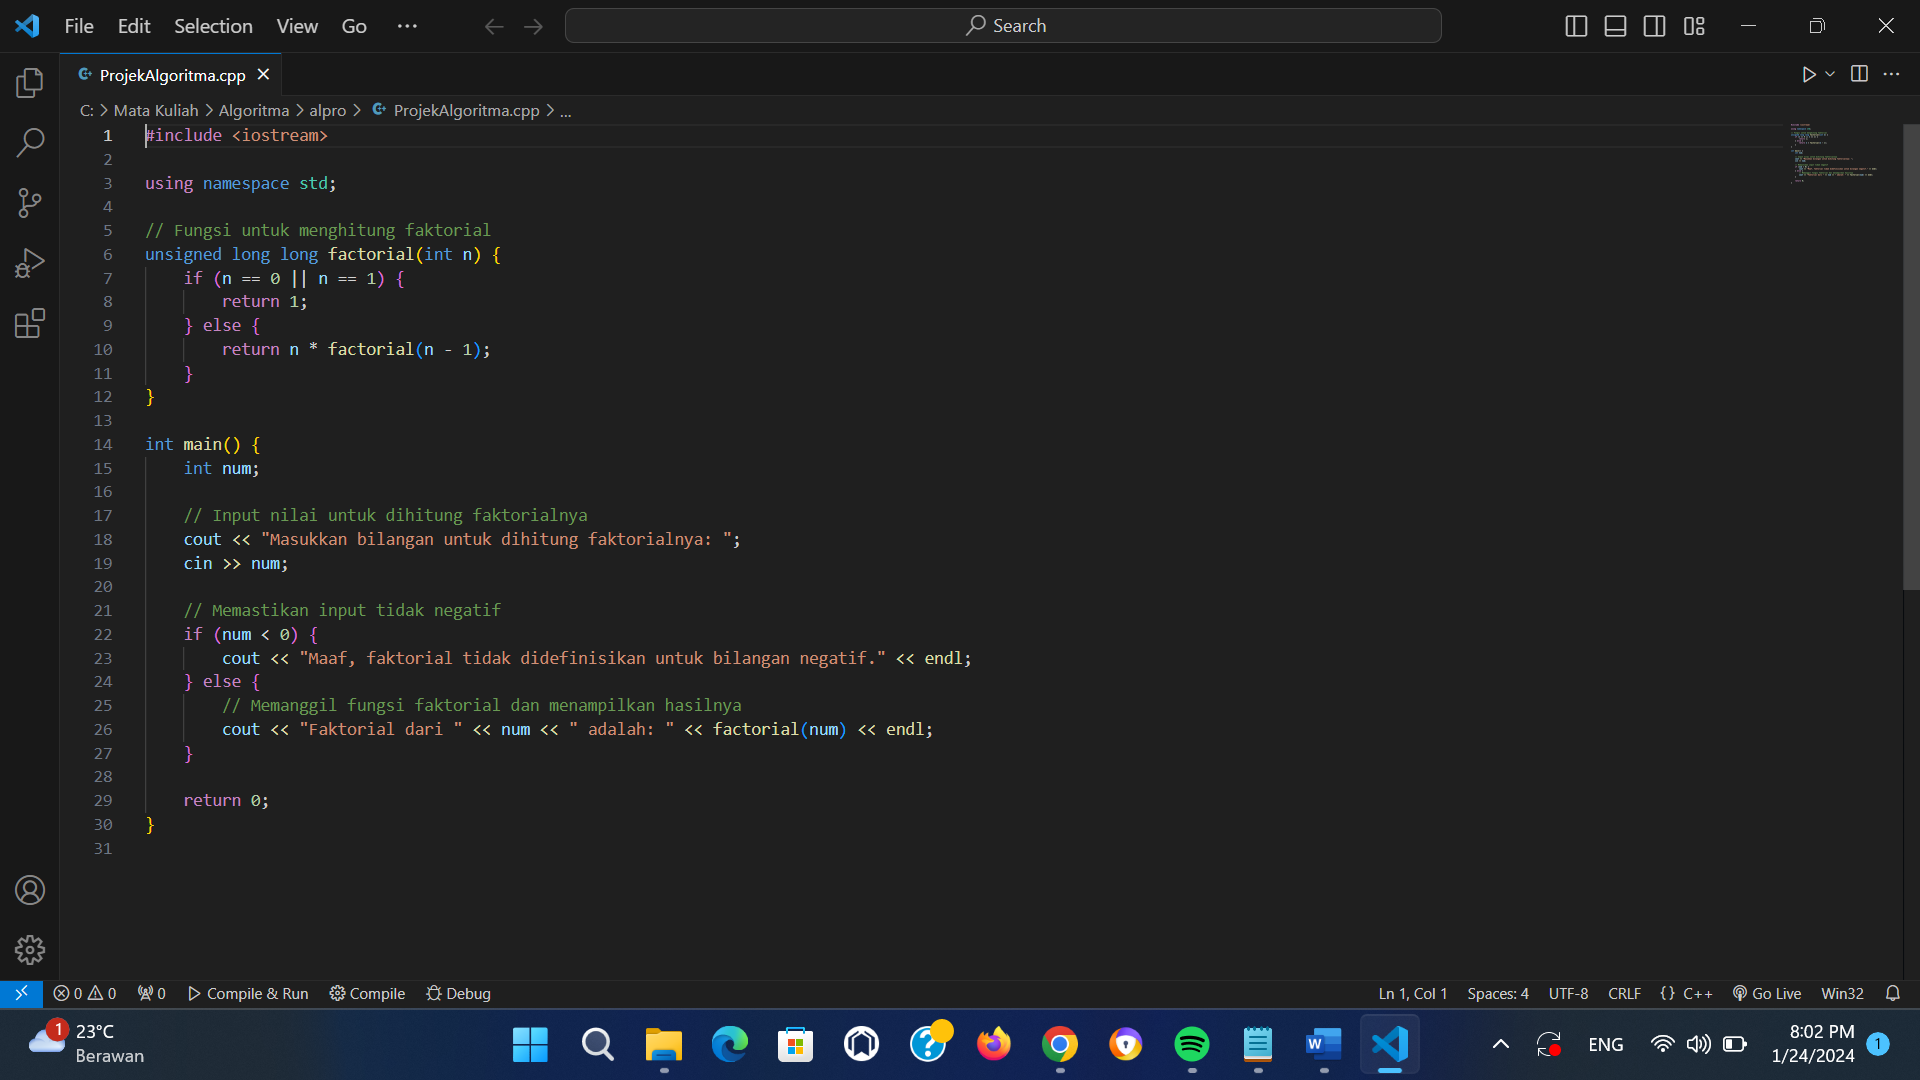 File Edit Selection View Go ··· Search
ProjekAlgoritma.cpp
C: > Mata Kuliah > Algoritma > alpro > ProjekAlgoritma.cpp > ...
1 #include <iostream>
2
3 using namespace std;
4
5 // Fungsi untuk menghitung faktorial
6 unsigned long long factorial(int n) {
7     if (n == 0 || n == 1) {
8         return 1;
9     } else {
10         return n * factorial(n - 1);
11     }
12 }
13
14 int main() {
15     int num;
16
17     // Input nilai untuk dihitung faktorialnya
18     cout << "Masukkan bilangan untuk dihitung faktorialnya: ";
19     cin >> num;
20
21     // Memastikan input tidak negatif
22     if (num < 0) {
23         cout << "Maaf, faktorial tidak didefinisikan untuk bilangan negatif." << endl;
24     } else {
25         // Memanggil fungsi faktorial dan menampilkan hasilnya
26         cout << "Faktorial dari " << num << " adalah: " << factorial(num) << endl;
27     }
28
29     return 0;
30 }
31
0 0 0 Compile & Run Compile Debug Ln 1, Col 1 Spaces: 4 UTF-8 CRLF {} C++ Go Live Win32
1 23°C
Berawan
ENG
8:02 PM
1/24/2024
1